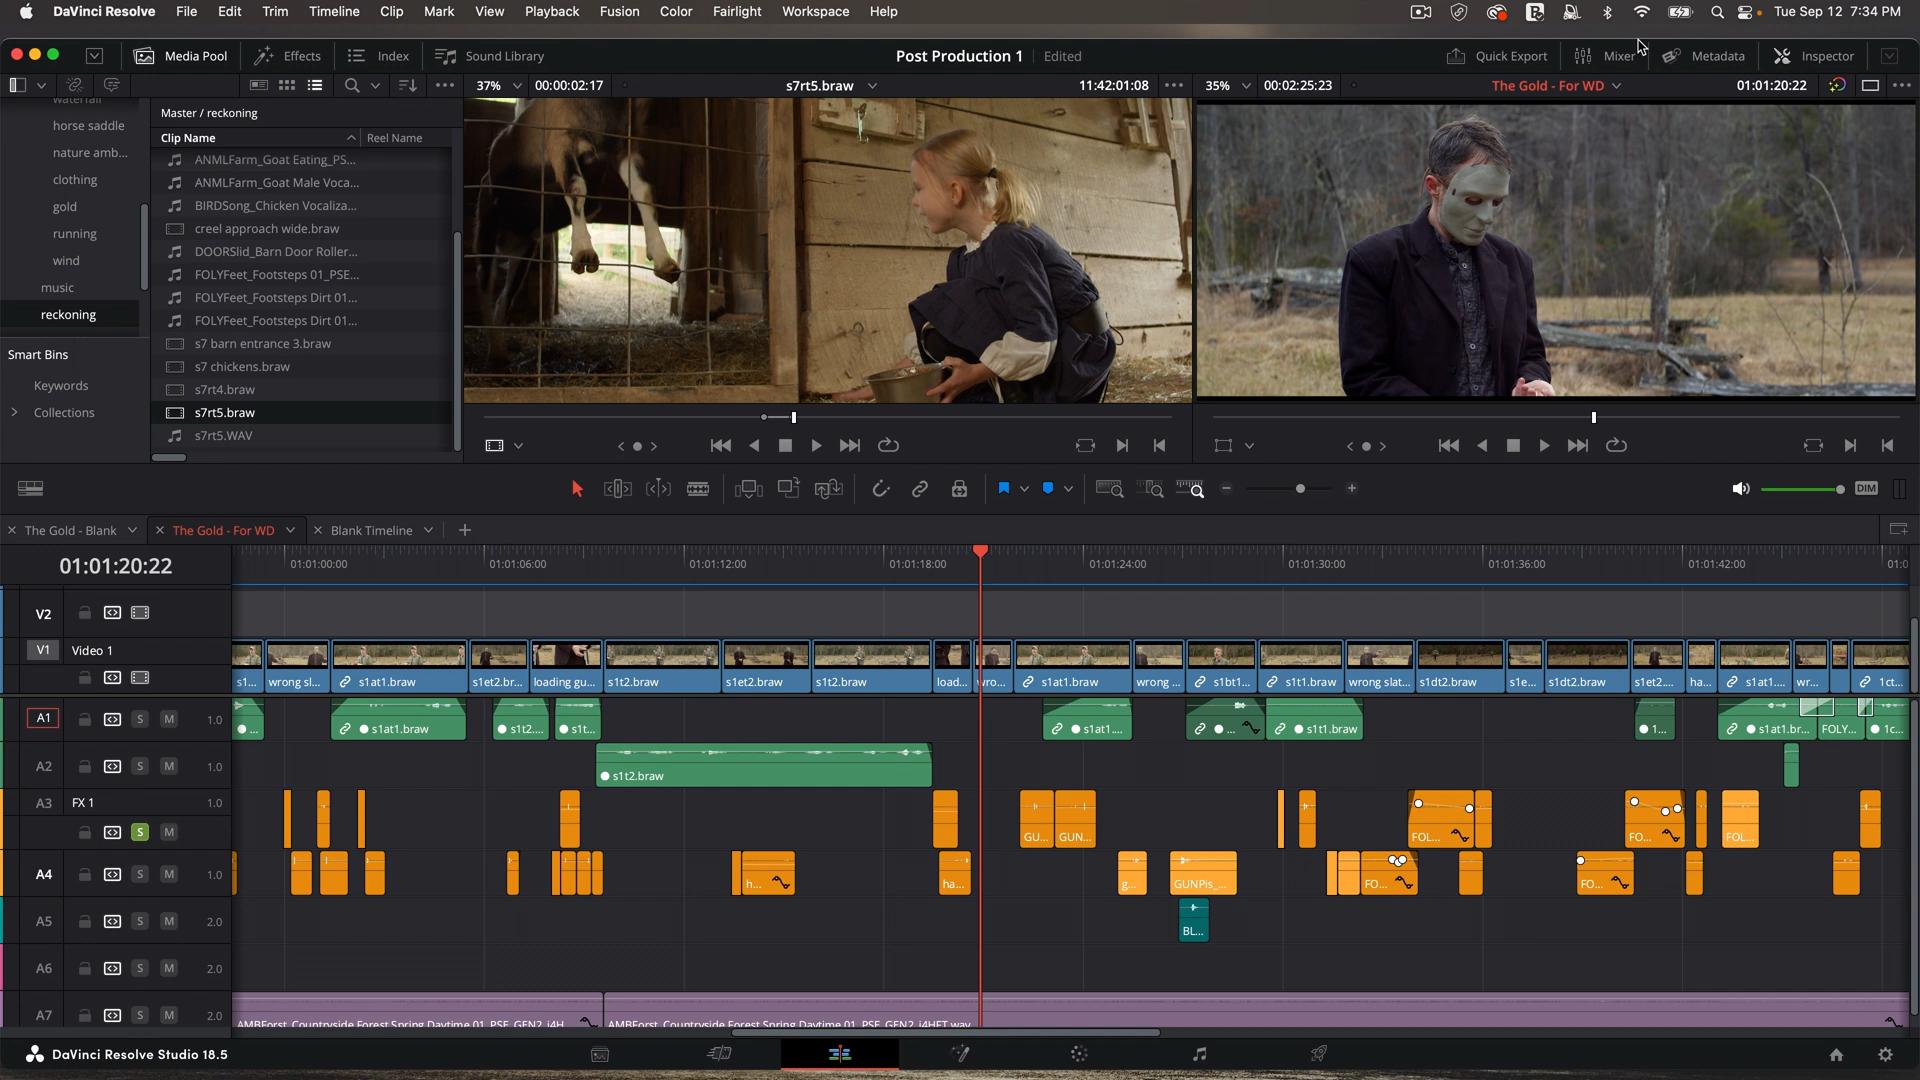 DaVinci Resolve File Edit Trim Timeline Clip Mark View Playback Fusion Color Fairlight Workspace Help Tue Sep 12 7:34 PM
Media Pool Effects Index Sound Library Post Production 1 Edited Quick Export Mixer Metadata Inspector
37% 00:00:02:17 s7rt5.braw 11:42:01:08 35% 00:02:25:23 The Gold - For WD 01:01:20:22
waterfall
horse saddle
nature amb...
clothing
gold
running
wind
music
reckoning
Smart Bins
Keywords
Collections
Master / reckoning
Clip Name Reel Name
ANMLFarm_Goat Eating_PS...
ANMLFarm_Goat Male Voca...
BIRDSong_Chicken Vocaliza...
creel approach wide.braw
DOORSlid_Barn Door Roller...
FOLYFeet_Footsteps 01_PSE...
FOLYFeet_Footsteps Dirt 01...
FOLYFeet_Footsteps Dirt 01...
s7 barn entrance 3.braw
s7 chickens.braw
s7rt4.braw
s7rt5.braw
s7rt5.WAV
DIM
The Gold - Blank The Gold - For WD Blank Timeline
01:01:20:22 01:01:00:00 01:01:06:00 01:01:12:00 01:01:18:00 01:01:24:00 01:01:30:00 01:01:36:00 01:01:42:00 01:0
V2
V1 Video 1
s1... wrong sl... s1at1.braw s1et2.br... loading gu... s1t2.braw s1et2.braw s1t2.braw load... wro... s1at1.braw wrong ... s1bt1... s1t1.braw wrong slat... s1dt2.braw s1e... s1dt2.braw s1et2.... ha... s1at1.... wr... 1ct...
A1 S M 1.0 ... s1at1.braw s1t2.... s1t... s1at1.... ... s1t1.braw 1... s1at1.br... FOLY... 1c...
A2 S M 1.0 s1t2.braw
A3 FX 1 1.0
S M GU... GUN... FOL... FO... FOL...
A4 S M 1.0 h... ha... g... GUNPis_... FO... FO...
A5 S M 2.0 BL...
A6 S M 2.0
A7 S M 2.0 AMBForst_Countryside Forest Spring Daytime 01_PSE_GEN2_i4H AMBForst_Countryside Forest Spring Daytime 01_PSE_GEN2_i4HFT.wav
DaVinci Resolve Studio 18.5